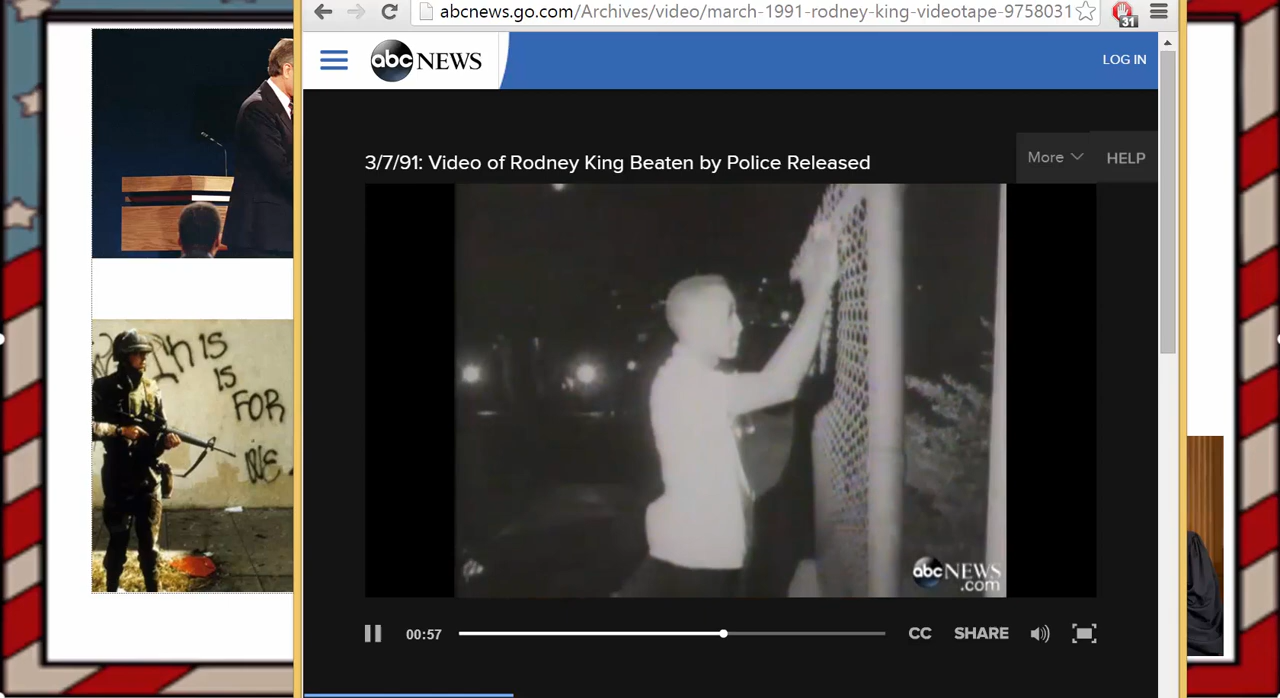 abcnews.go.com/Archives/video/march-1991-rodney-king-videotape-9758031
31
abc NEWS
LOG IN
3/7/91: Video of Rodney King Beaten by Police Released
More
HELP
THIS
IS
FOR
abc NEWS
.com
00:57
CC
SHARE